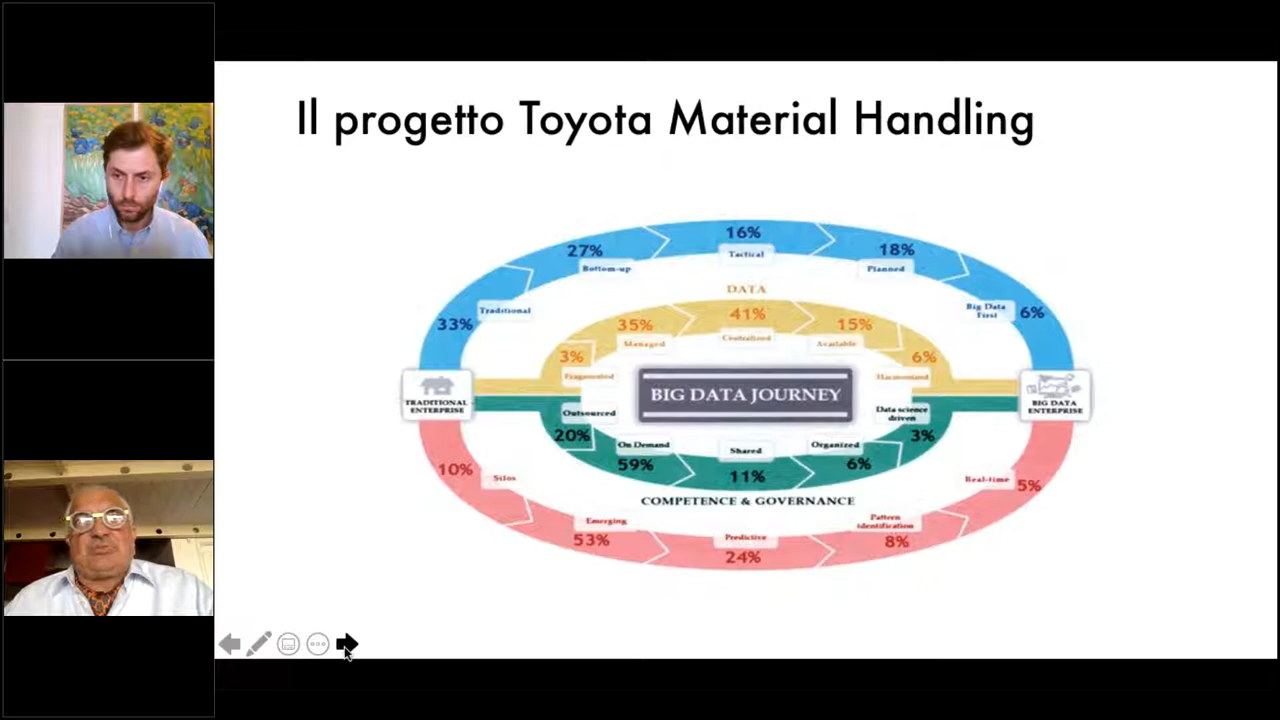 Il progetto Toyota Material Handling
16%
Tactical
27%
Bottom-up
18%
Planned
DATA
Traditional
33%
Big Data
First
6%
35%
Managed
41%
Centralised
15%
Available
3%
Fragmented
6%
Harmonized
TRADITIONAL
ENTERPRISE
BIG DATA JOURNEY
BIG DATA
ENTERPRISE
Outsourced
20%
On Demand
59%
Shared
11%
Organized
6%
Data science
driven
3%
COMPETENCE & GOVERNANCE
10%
Silos
Emerging
53%
Predictive
24%
Pattern
identification
8%
Real-time
5%